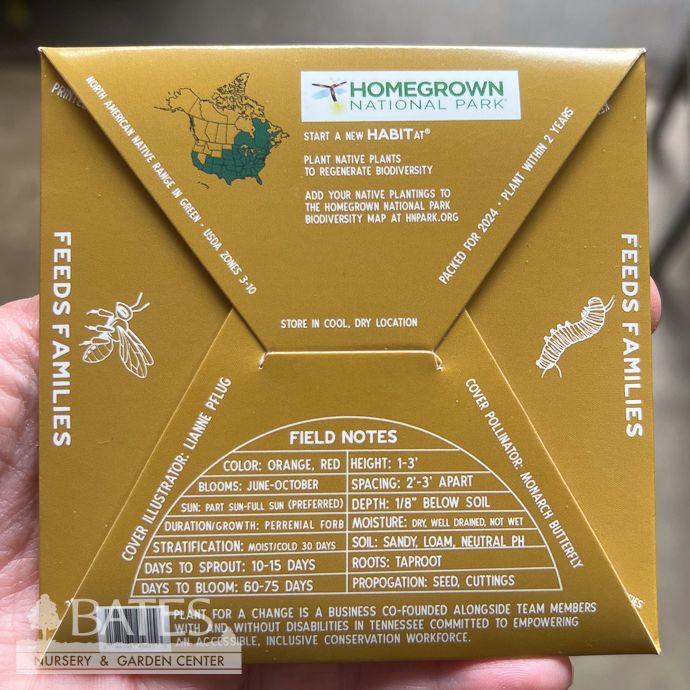 HOMEGROWN
NATIONAL PARK®
START A NEW HABITAT®
PLANT NATIVE PLANTS
TO REGENERATE BIODIVERSITY
ADD YOUR NATIVE PLANTINGS TO
THE HOMEGROWN NATIONAL PARK
BIODIVERSITY MAP AT HNPARK.ORG
NORTH AMERICAN NATIVE RANGE IN GREEN • USDA ZONES 3-10
PACKED FOR 2024 • PLANT WITHIN 2 YEARS
STORE IN COOL, DRY LOCATION
FEEDS FAMILIES
FEEDS FAMILIES
COVER ILLUSTRATOR: LIANNE PFLUG
COVER POLLINATOR: MONARCH BUTTERFLY
FIELD NOTES
COLOR: ORANGE, RED HEIGHT: 1-3'
BLOOMS: JUNE-OCTOBER SPACING: 2'-3' APART
SUN: PART SUN-FULL SUN (PREFERRED) DEPTH: 1/8" BELOW SOIL
DURATION/GROWTH: PERRENIAL FORB MOISTURE: DRY, WELL DRAINED, NOT WET
STRATIFICATION: MOIST/COLD 30 DAYS SOIL: SANDY, LOAM, NEUTRAL PH
DAYS TO SPROUT: 10-15 DAYS ROOTS: TAPROOT
DAYS TO BLOOM: 60-75 DAYS PROPOGATION: SEED, CUTTINGS
PLANT FOR A CHANGE IS A BUSINESS CO-FOUNDED ALONGSIDE TEAM MEMBERS
WITH AND WITHOUT DISABILITIES IN TENNESSEE COMMITTED TO EMPOWERING
AN ACCESSIBLE, INCLUSIVE CONSERVATION WORKFORCE.
BATES
NURSERY & GARDEN CENTER